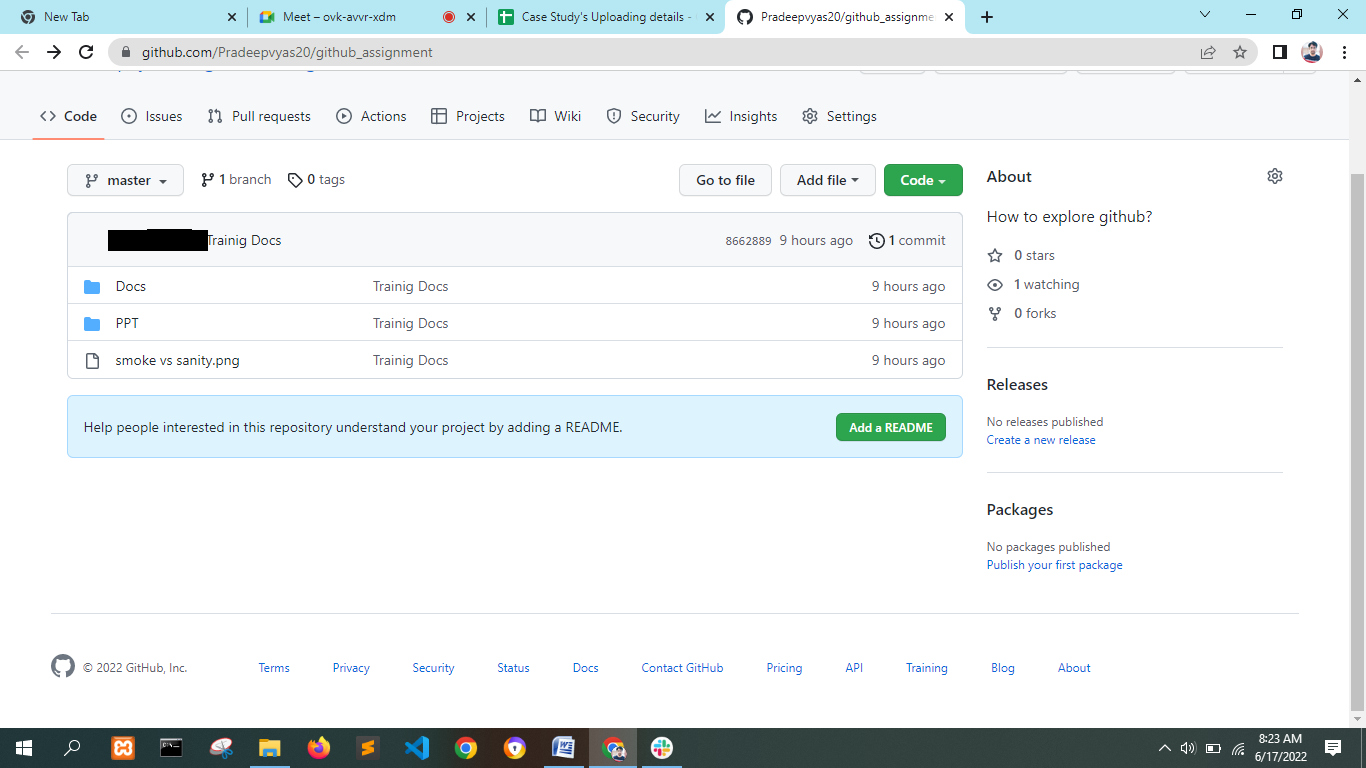 New Tab
Meet – ovk-avvr-xdm
Case Study's Uploading details -
Pradeepvyas20/github_assignme
github.com/Pradeepvyas20/github_assignment
Code
Issues
Pull requests
Actions
Projects
Wiki
Security
Insights
Settings
master
1 branch
0 tags
Go to file
Add file
Code
Trainig Docs
8662889 9 hours ago
1 commit
Docs
Trainig Docs
9 hours ago
PPT
Trainig Docs
9 hours ago
smoke vs sanity.png
Trainig Docs
9 hours ago
Help people interested in this repository understand your project by adding a README.
Add a README
About
How to explore github?
0 stars
1 watching
0 forks
Releases
No releases published
Create a new release
Packages
No packages published
Publish your first package
© 2022 GitHub, Inc.
Terms
Privacy
Security
Status
Docs
Contact GitHub
Pricing
API
Training
Blog
About
8:23 AM
6/17/2022